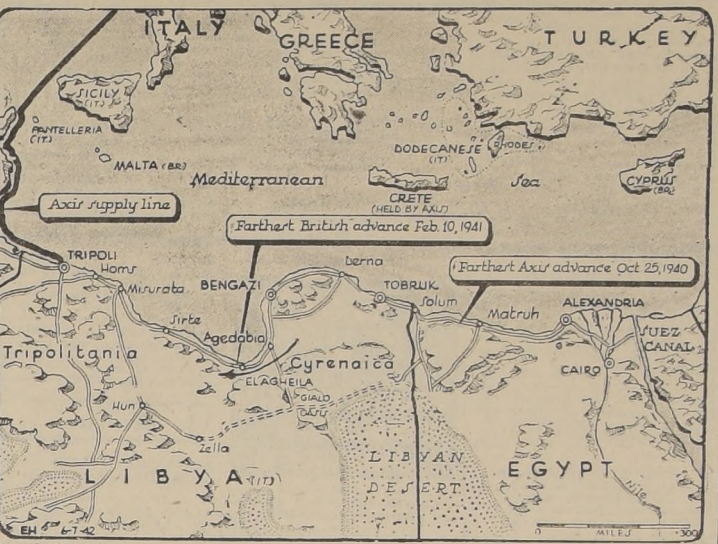 ITALY
GREECE
TURKEY
SICILY
(IT.)
PANTELLERIA
(IT.)
MALTA (BR.)
DODECANESE
(IT.)
RHODES
Mediterranean
Sea
CRETE
(HELD BY AXIS)
CYPRUS
(BR.)
Axis supply line
Farthest British advance Feb. 10, 1941
Farthest Axis advance Oct 25, 1940
TRIPOLI
Homs
Misurata
Sirte
BENGAZI
Derna
TOBRUK
Solum
Matruh
ALEXANDRIA
SUEZ
CANAL
CAIRO
Agedabia
EL AGHEILA
Cyrenaica
Tripolitania
GIALO
OASIS
Hun
Zella
LIBYA (IT.)
LIBYAN
DESERT
EGYPT
Nile
EH 6-7-42
0 MILES 300